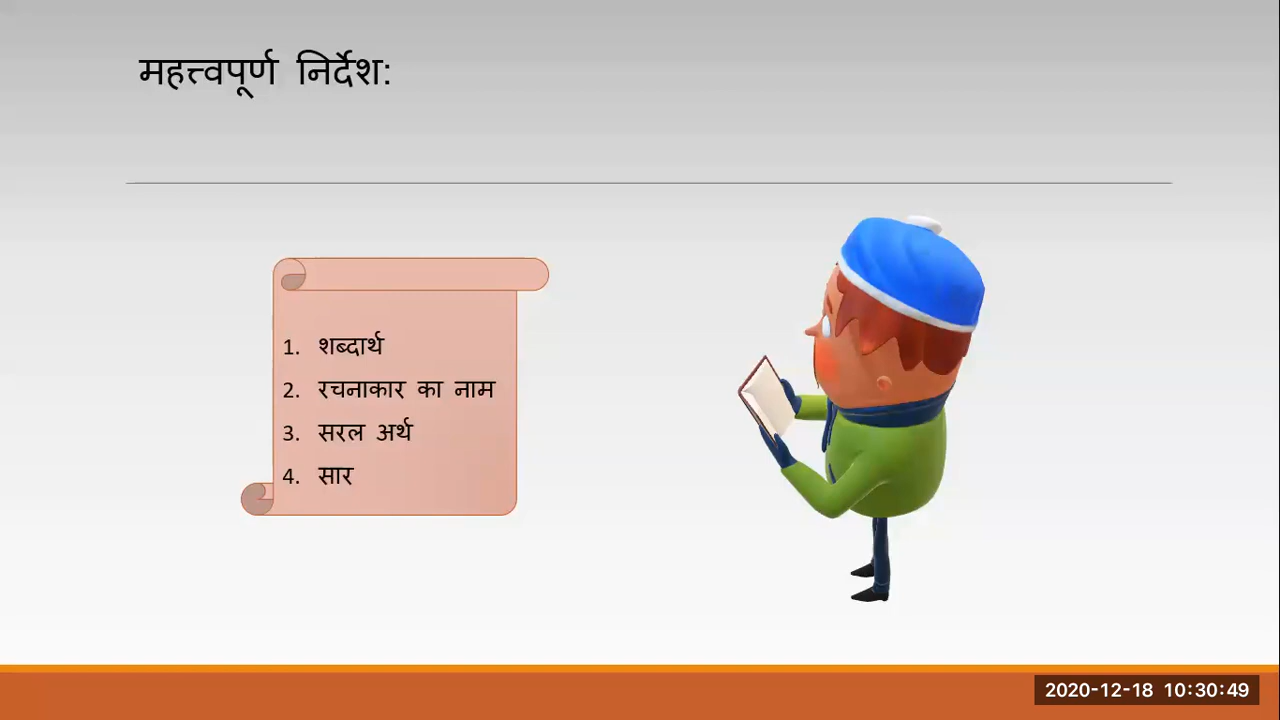 महत्त्वपूर्ण निर्देश:
1. शब्दार्थ
2. रचनाकार का नाम
3. सरल अर्थ
4. सार
2020-12-18 10:30:49